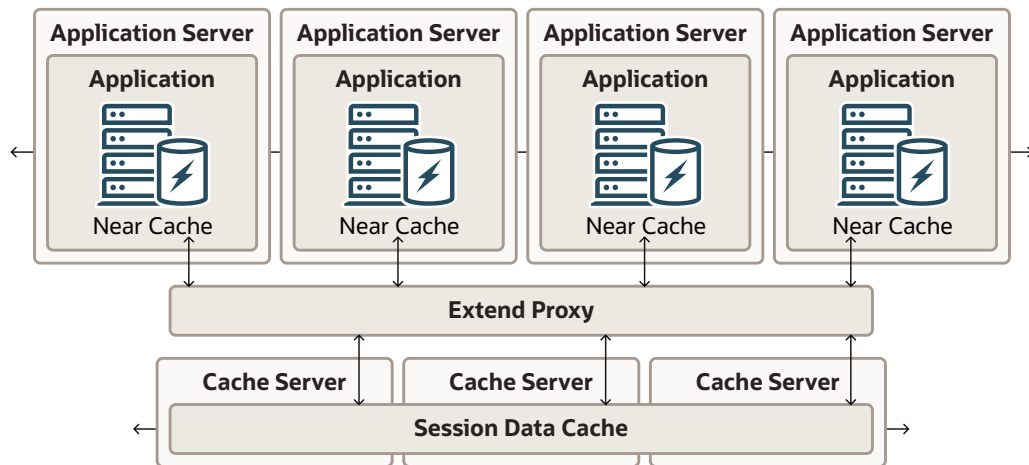 Application Server
Application Server
Application Server
Application Server
Application
Application
Application
Application
Near Cache
Near Cache
Near Cache
Near Cache
Extend Proxy
Cache Server
Cache Server
Cache Server
Session Data Cache